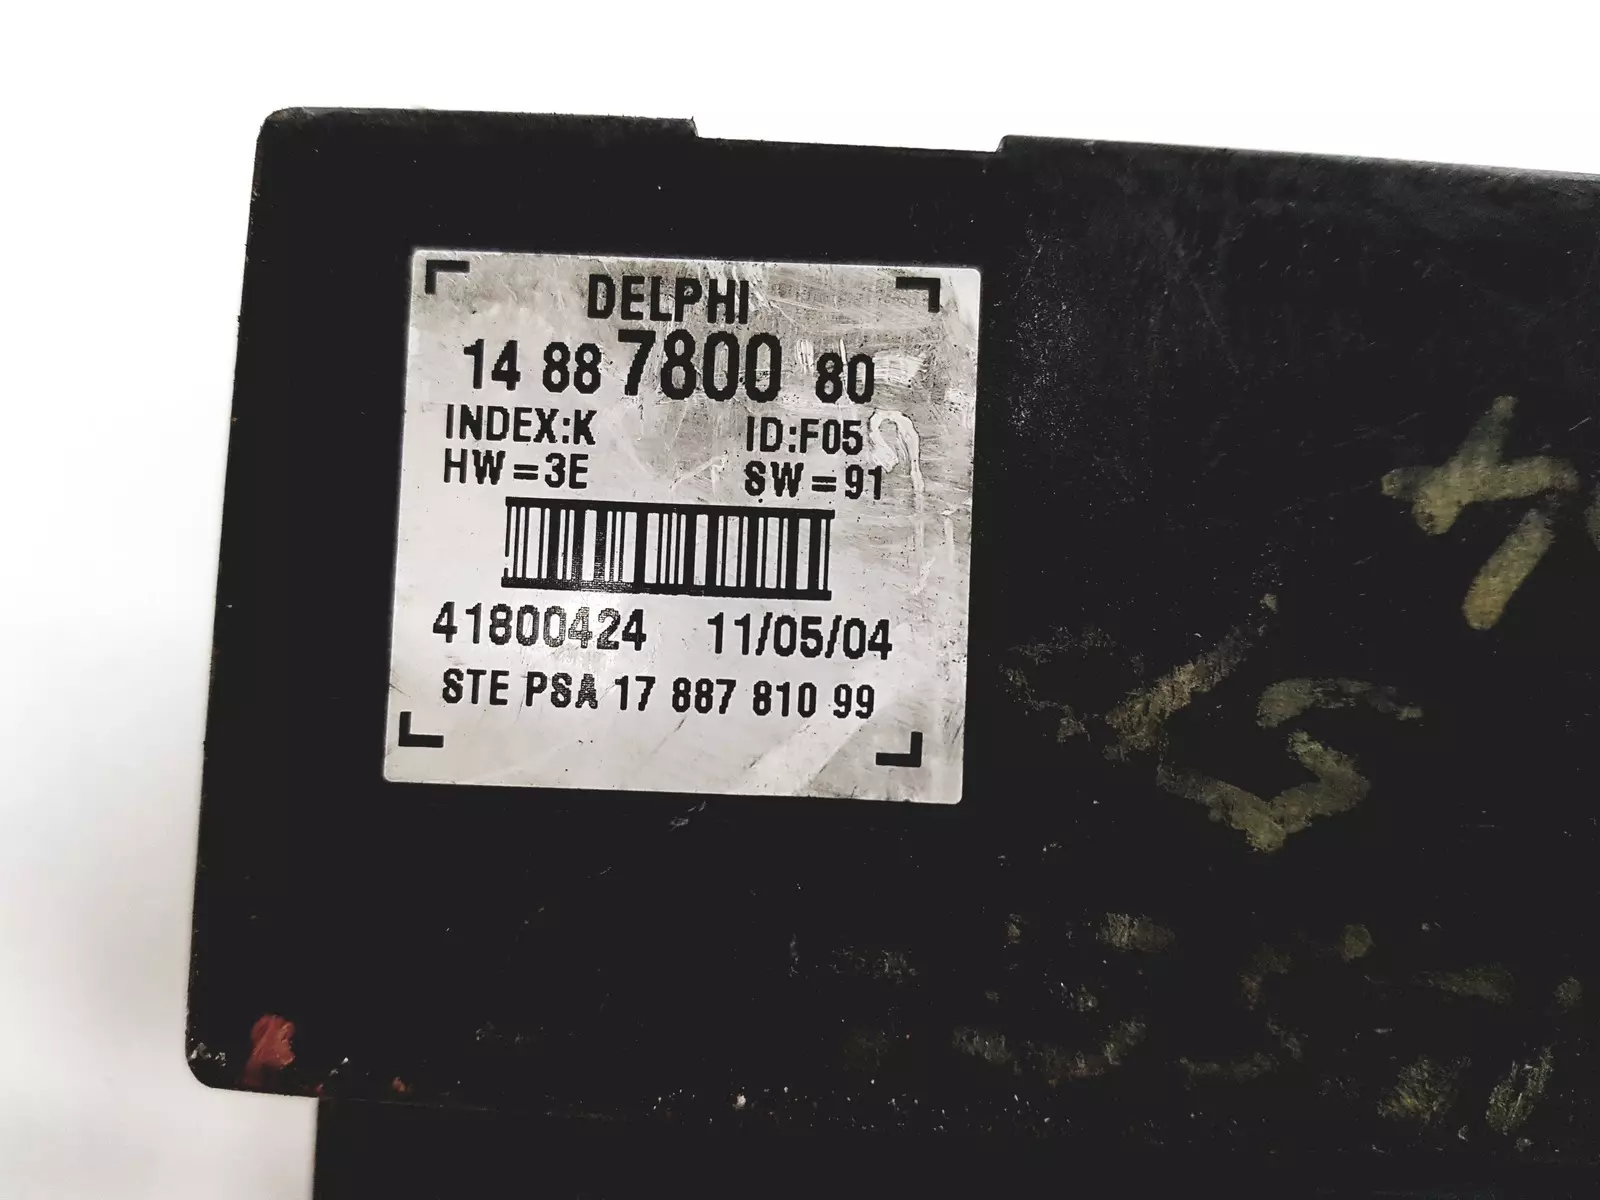 DELPHI
14 88 7800 80
INDEX:K ID:F05
HW=3E SW=91
41800424 11/05/04
STE PSA 17 887 810 99